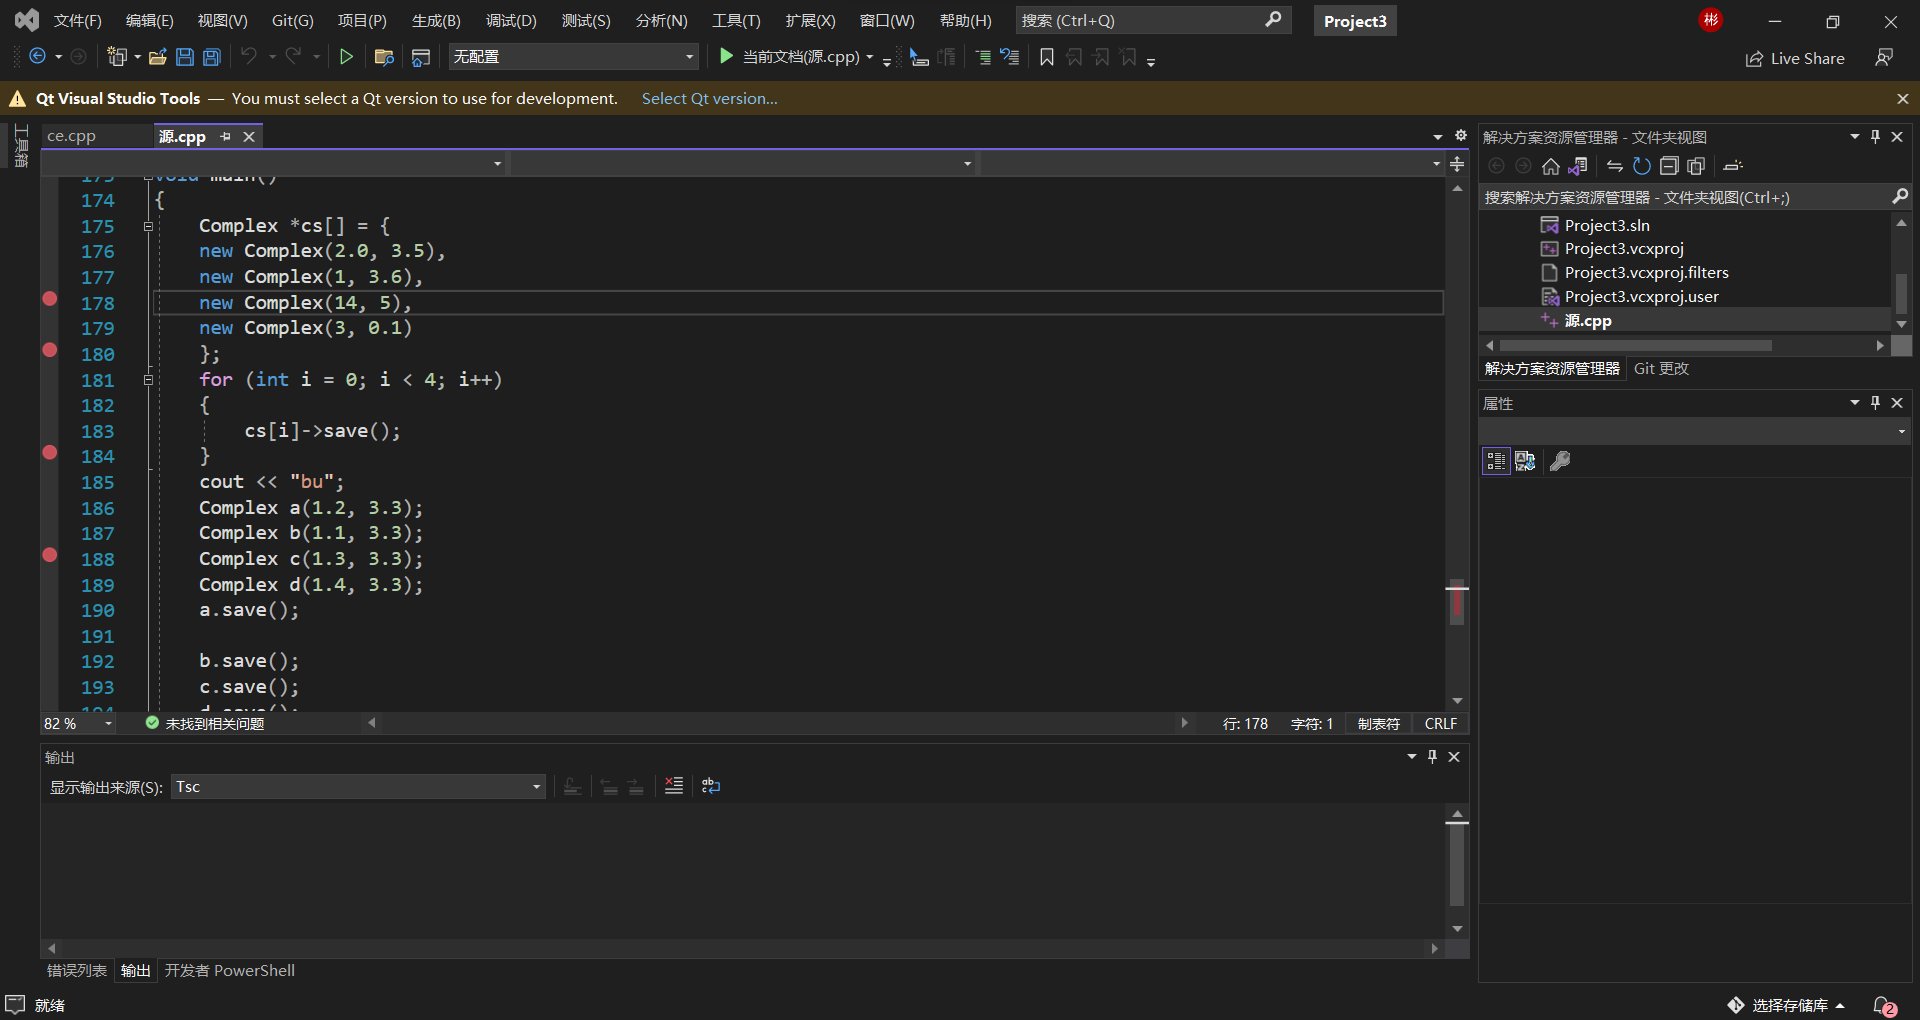 文件(F) 编辑(E) 视图(V) Git(G) 项目(P) 生成(B) 调试(D) 测试(S) 分析(N) 工具(T) 扩展(X) 窗口(W) 帮助(H) 搜索 (Ctrl+Q) Project3 彬
无配置 当前文档(源.cpp) Live Share
Qt Visual Studio Tools — You must select a Qt version to use for development. Select Qt version...
工具箱
ce.cpp 源.cpp
173 void main()
174 {
175 Complex *cs[] = {
176 new Complex(2.0, 3.5),
177 new Complex(1, 3.6),
178 new Complex(14, 5),
179 new Complex(3, 0.1)
180 };
181 for (int i = 0; i < 4; i++)
182 {
183 cs[i]->save();
184 }
185 cout << "bu";
186 Complex a(1.2, 3.3);
187 Complex b(1.1, 3.3);
188 Complex c(1.3, 3.3);
189 Complex d(1.4, 3.3);
190 a.save();
191
192 b.save();
193 c.save();
194 d.save();
82 % 未找到相关问题 行: 178 字符: 1 制表符 CRLF
输出
显示输出来源(S): Tsc
错误列表 输出 开发者 PowerShell
解决方案资源管理器 - 文件夹视图
搜索解决方案资源管理器 - 文件夹视图(Ctrl+;)
Project3.sln
Project3.vcxproj
Project3.vcxproj.filters
Project3.vcxproj.user
源.cpp
解决方案资源管理器 Git 更改
属性
就绪 选择存储库 2